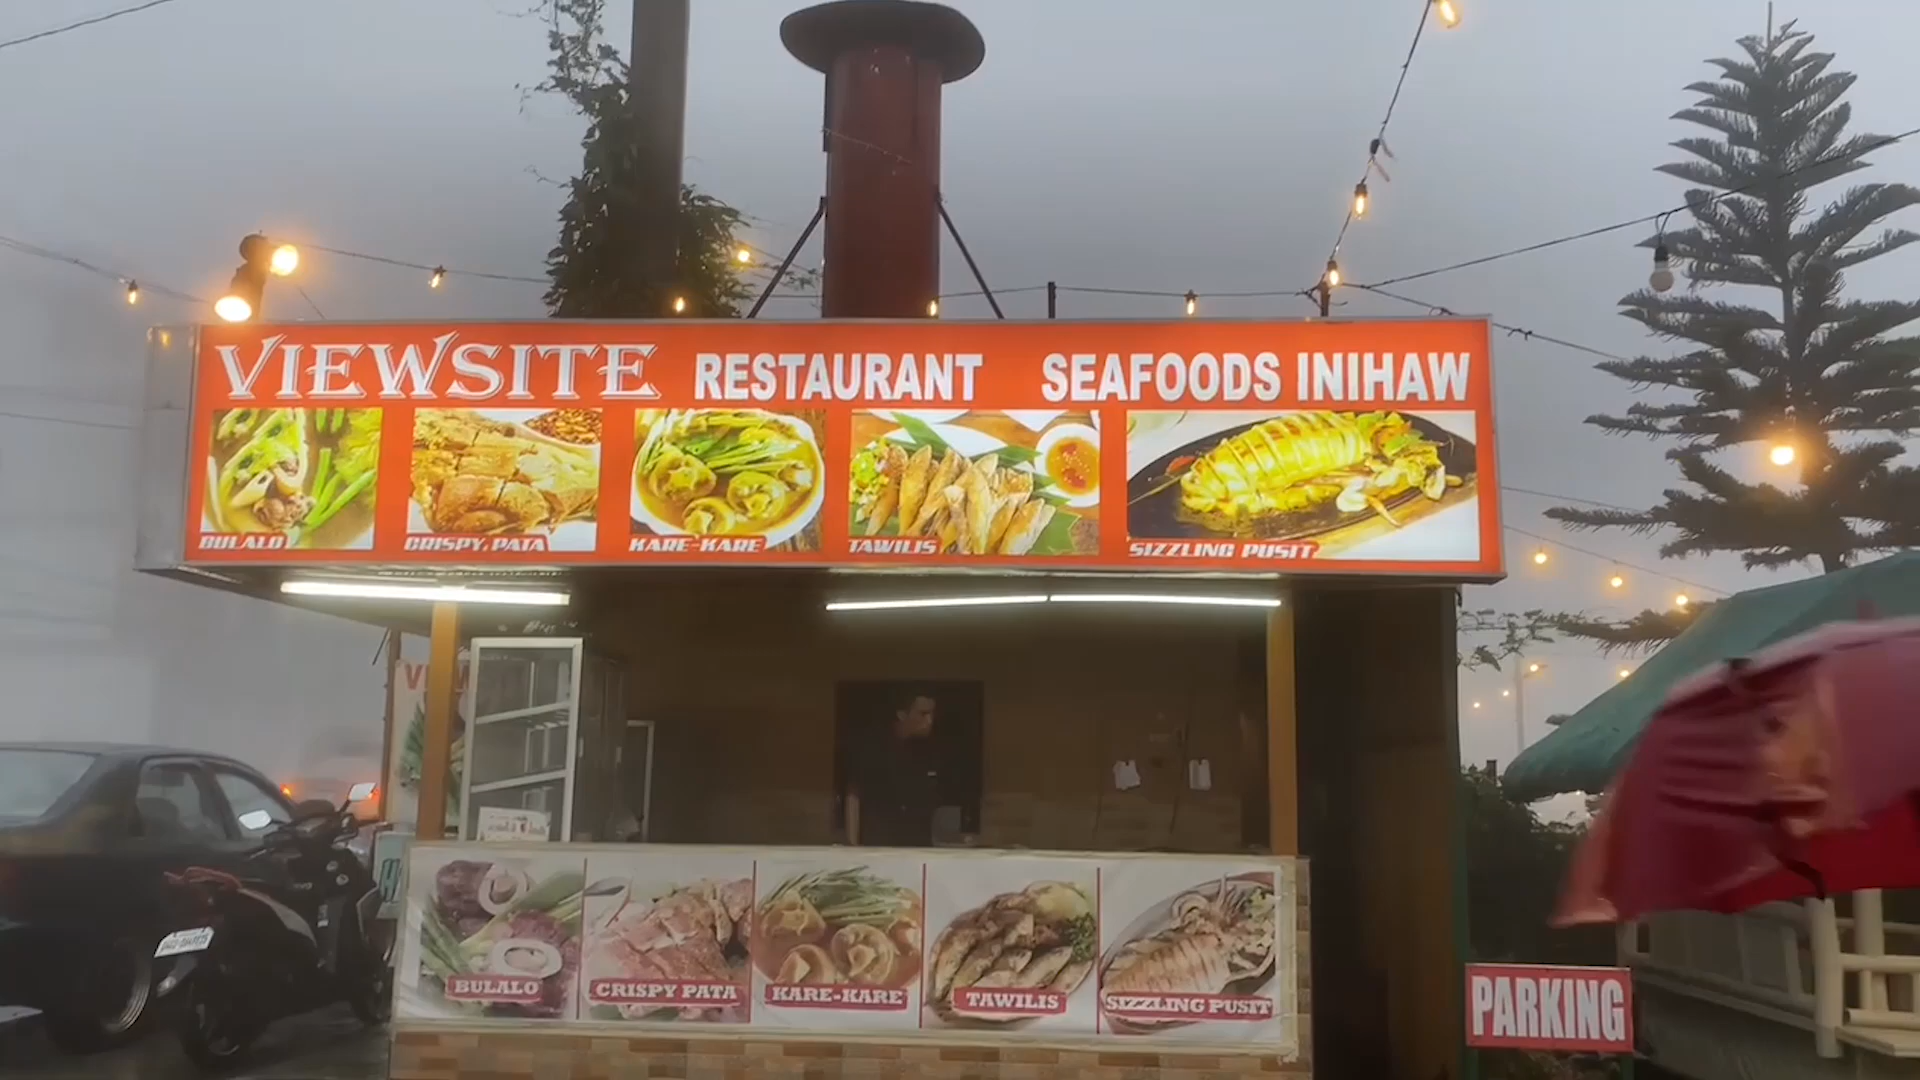 VIEWSITE RESTAURANT SEAFOODS INIHAW
BULALO CRISPY PATA KARE-KARE TAWILIS SIZZLING PUSIT
BULALO CRISPY PATA KARE-KARE TAWILIS SIZZLING PUSIT
PARKING